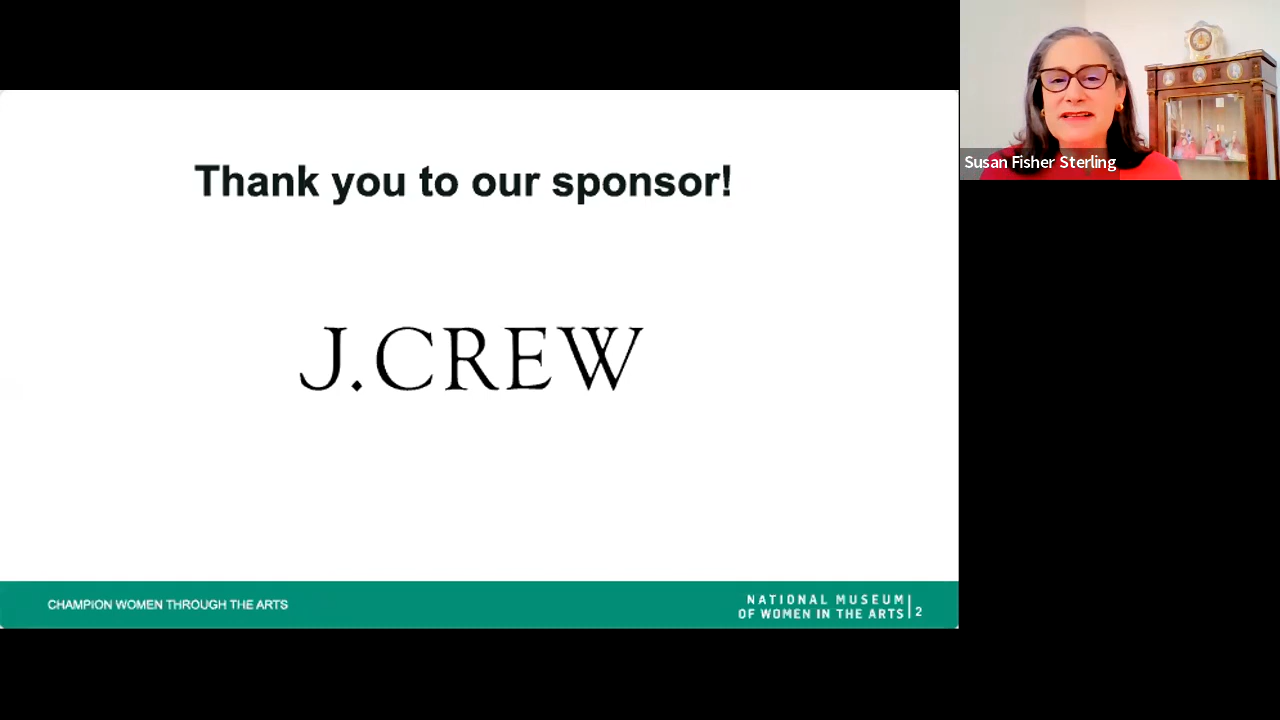 Thank you to our sponsor!
J.CREW
CHAMPION WOMEN THROUGH THE ARTS
NATIONAL MUSEUM
OF WOMEN IN THE ARTS
2
Susan Fisher Sterling